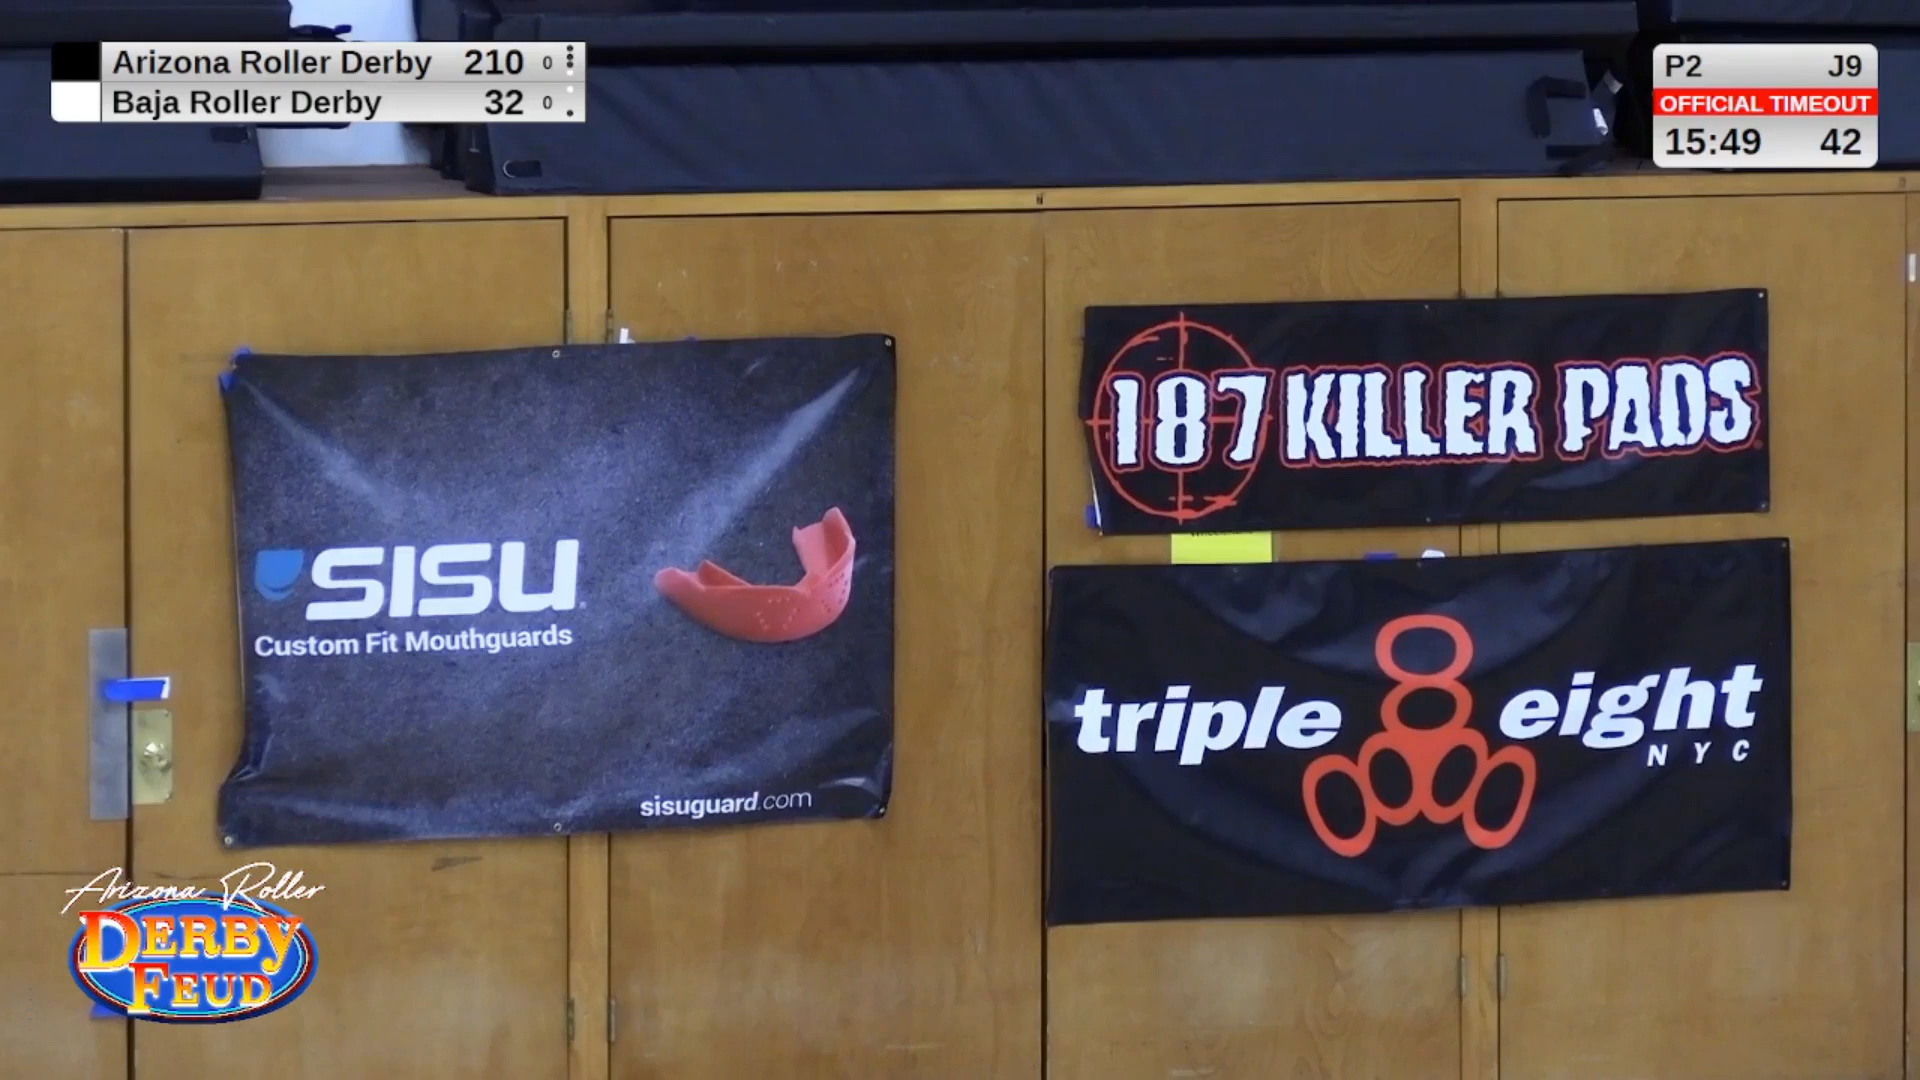 Arizona Roller Derby 210 0
Baja Roller Derby 32 0
P2 J9
OFFICIAL TIMEOUT
15:49 42
187 KILLER PADS
SISU
Custom Fit Mouthguards
sisuguard.com
triple eight
NYC
Arizona Roller
DERBY
FEUD